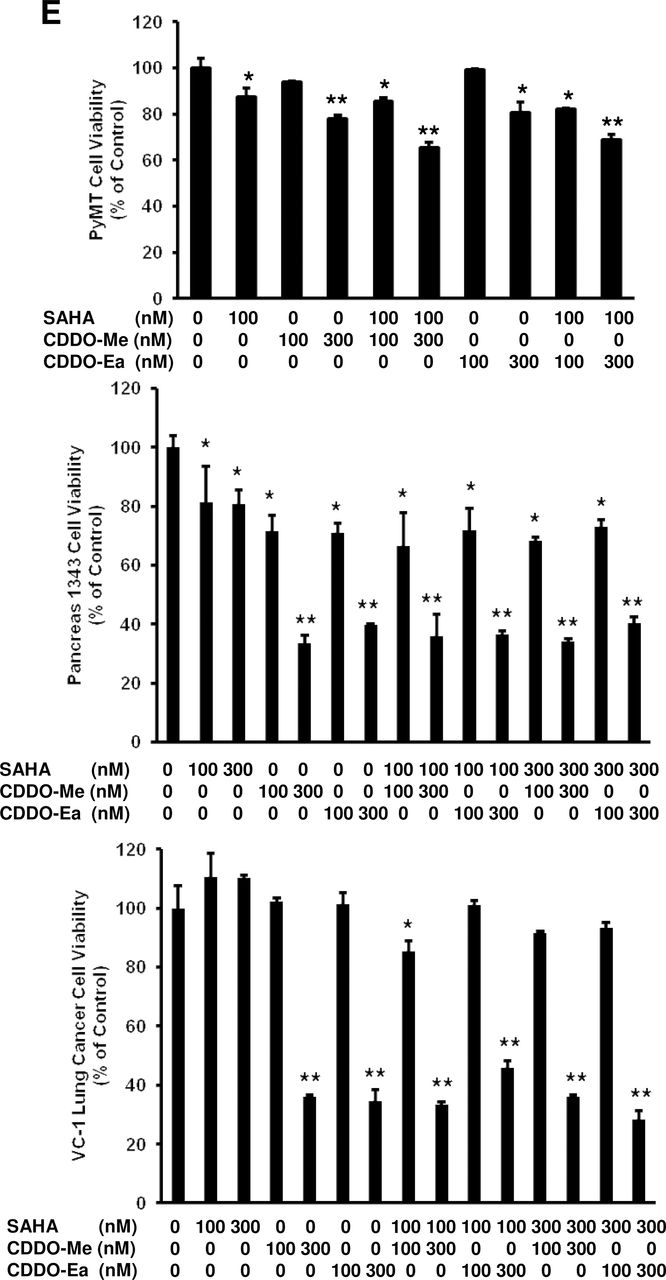 E
120
100
80
60
40
20
0
PyMT Cell Viability
(% of Control)
* ** * ** * * **
SAHA (nM) 0 100 0 0 100 100 0 0 100 100
CDDO-Me (nM) 0 0 100 300 100 300 0 0 0 0
CDDO-Ea (nM) 0 0 0 0 0 0 100 300 100 300
120
100
80
60
40
20
0
Pancreas 1343 Cell Viability
(% of Control)
* * * ** * ** * ** * ** * ** * **
SAHA (nM) 0 100 300 0 0 0 0 100 100 100 100 300 300 300 300
CDDO-Me (nM) 0 0 0 100 300 0 0 100 300 0 0 100 300 0 0
CDDO-Ea (nM) 0 0 0 0 0 100 300 0 0 100 300 0 0 100 300
120
100
80
60
40
20
0
VC-1 Lung Cancer Cell Viability
(% of Control)
** ** * ** ** ** **
SAHA (nM) 0 100 300 0 0 0 0 100 100 100 100 300 300 300 300
CDDO-Me (nM) 0 0 0 100 300 0 0 100 300 0 0 100 300 0 0
CDDO-Ea (nM) 0 0 0 0 0 100 300 0 0 100 300 0 0 100 300